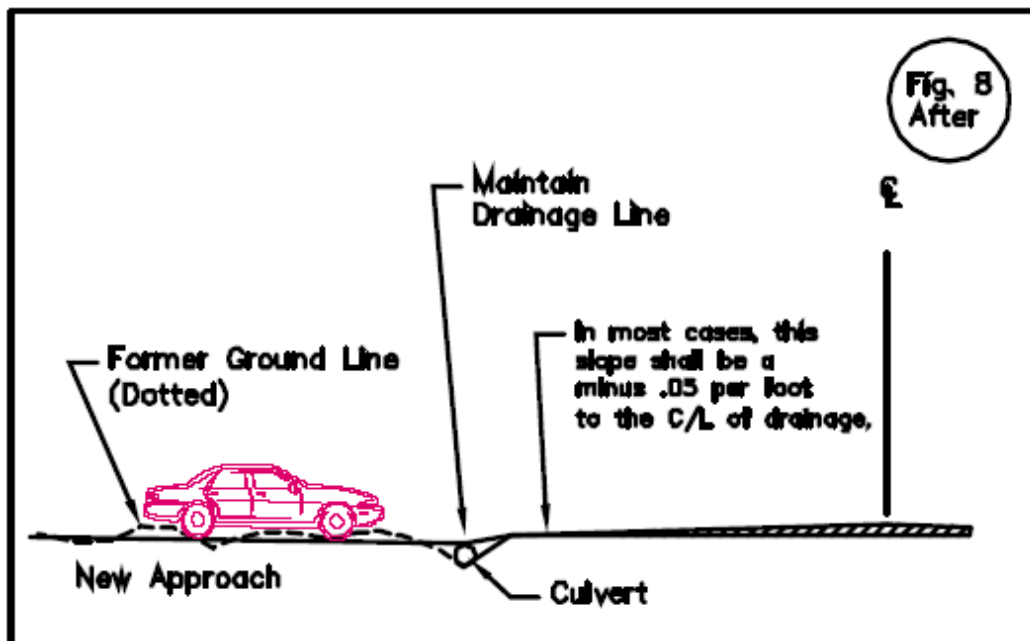 Fig. 8
After
℄
Maintain
Drainage Line
In most cases, this
slope shall be a
minus .05 per foot
to the C/L of drainage.
Former Ground Line
(Dotted)
New Approach
Culvert